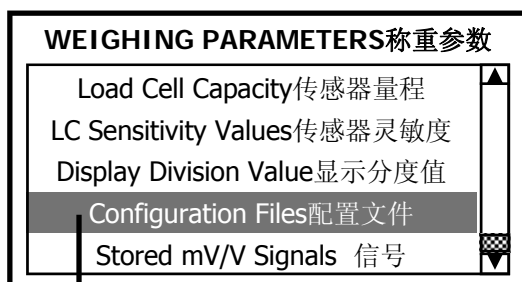 WEIGHING PARAMETERS称重参数
Load Cell Capacity传感器量程
LC Sensitivity Values传感器灵敏度
Display Division Value显示分度值
Configuration Files配置文件
Stored mV/V Signals 信号